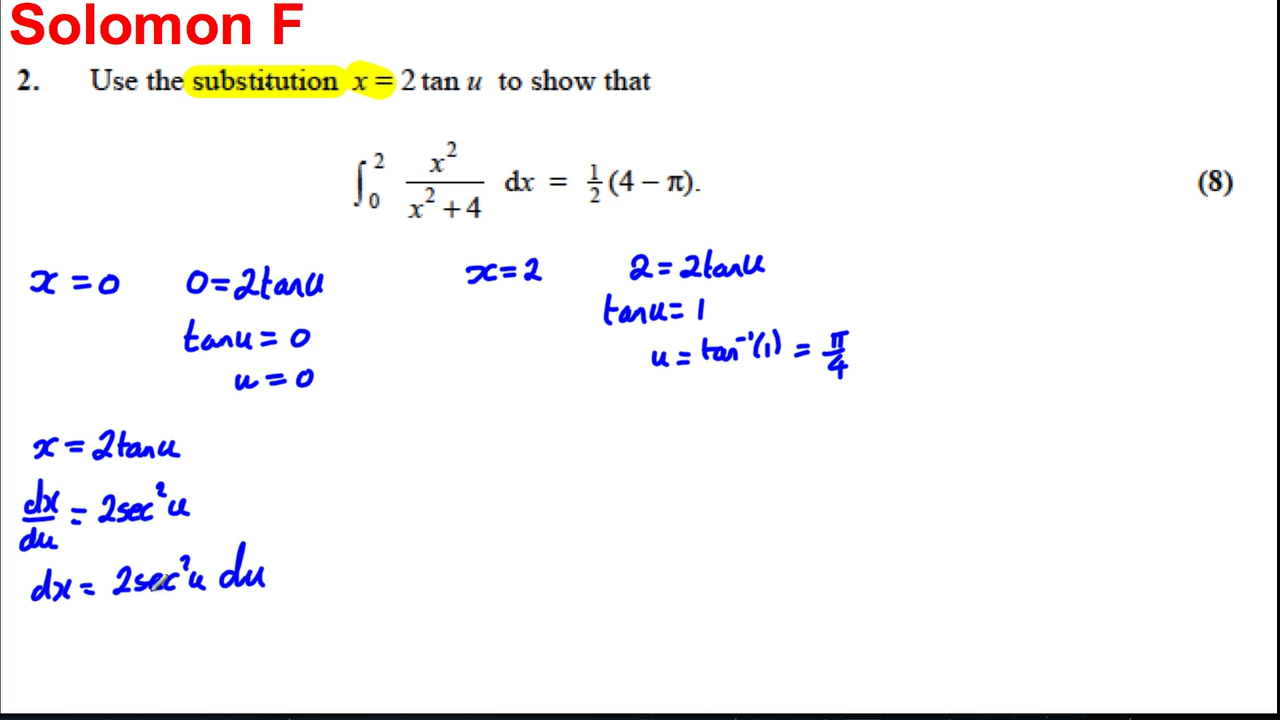 Solomon F
2. Use the substitution x = 2 tan u to show that
∫₀² x²/(x² + 4) dx = ½(4 − π). (8)
x = 0 0 = 2tanu x = 2 2 = 2tanu
tanu = 0 tanu = 1
u = 0 u = tan⁻¹(1) = π/4
x = 2tanu
dx/du = 2sec²u
dx = 2sec²u du